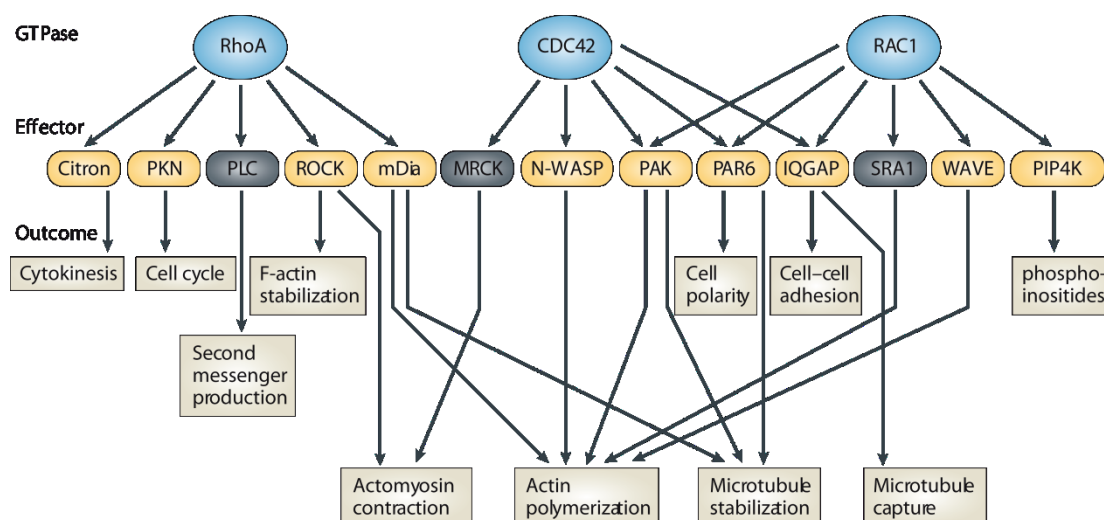 GTPase
RhoA
CDC42
RAC1
Effector
Citron
PKN
PLC
ROCK
mDia
MRCK
N-WASP
PAK
PAR6
IQGAP
SRA1
WAVE
PIP4K
Outcome
Cytokinesis
Cell cycle
F-actin
stabilization
Cell
polarity
Cell–cell
adhesion
phospho-
inositides
Second
messenger
production
Actomyosin
contraction
Actin
polymerization
Microtubule
stabilization
Microtubule
capture